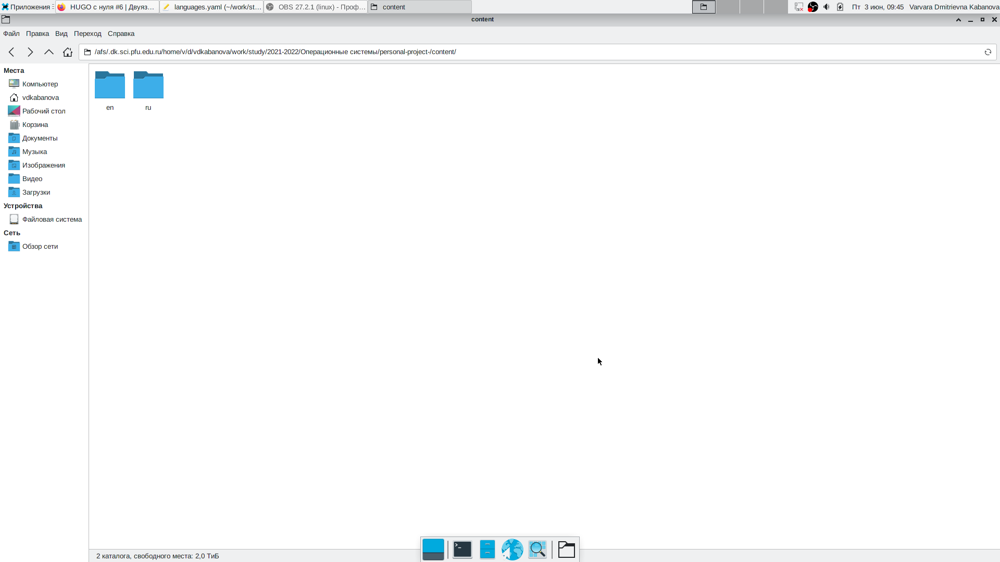 Приложения
HUGO с нуля #6 | Двуяз...
languages.yaml (~/work/st...
OBS 27.2.1 (linux) - Проф...
content
Пт 3 июн, 09:45
Varvara Dmitrievna Kabanova
content
Файл Правка Вид Переход Справка
/afs/.dk.sci.pfu.edu.ru/home/v/d/vdkabanova/work/study/2021-2022/Операционные системы/personal-project-/content/
Места
Компьютер
vdkabanova
Рабочий стол
Корзина
Документы
Музыка
Изображения
Видео
Загрузки
Устройства
Файловая система
Сеть
Обзор сети
en
ru
2 каталога, свободного места: 2,0 ТиБ